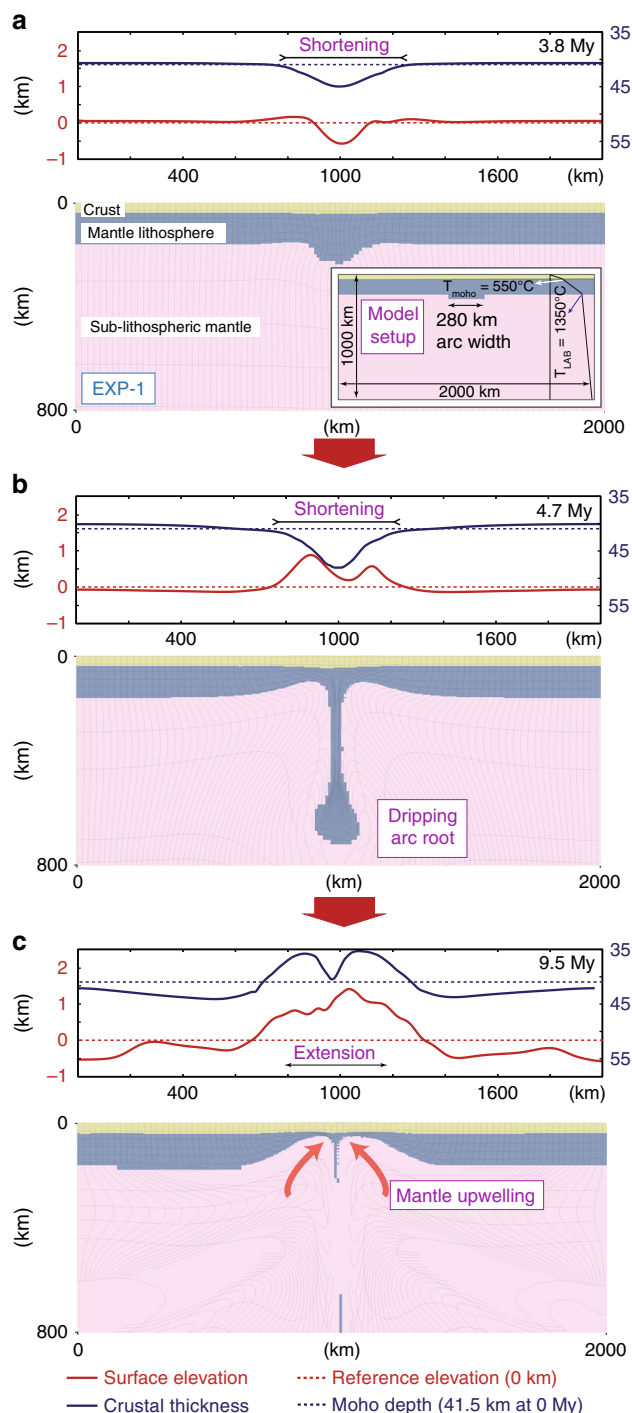 a
Shortening
3.8 My
2
1
0
−1
(km)
35
45
55
400
1000
1600
(km)
0
Crust
Mantle lithosphere
Sub-lithospheric mantle
EXP-1
(km)
800
0
(km)
2000
Model
setup
1000 km
T moho = 550°C
280 km
arc width
T LAB = 1350°C
2000 km
b
Shortening
4.7 My
2
1
0
−1
(km)
35
45
55
400
1000
1600
(km)
0
(km)
800
Dripping
arc root
0
(km)
2000
c
9.5 My
2
1
0
−1
(km)
35
45
55
Extension
400
1000
1600
(km)
0
(km)
800
Mantle upwelling
0
(km)
2000
Surface elevation
Reference elevation (0 km)
Crustal thickness
Moho depth (41.5 km at 0 My)